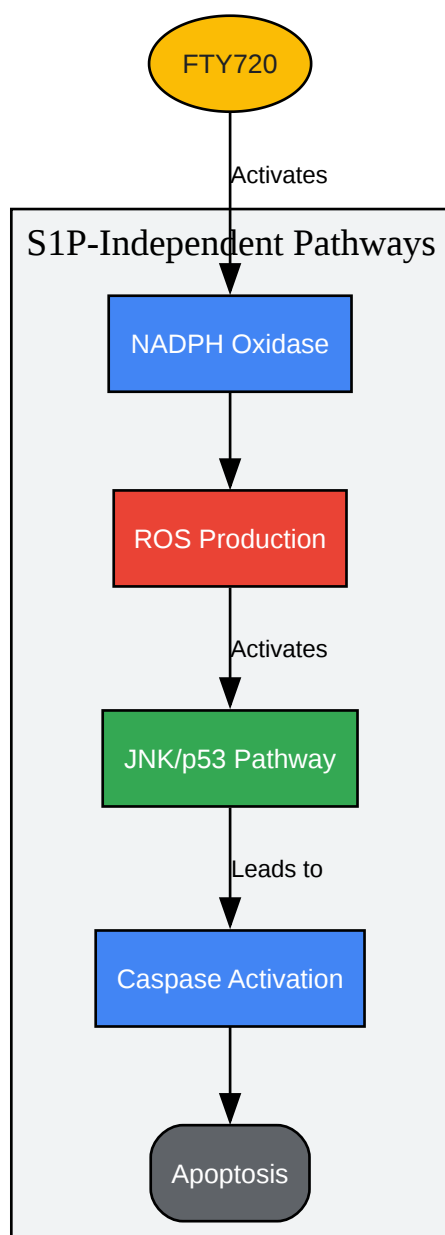 FTY720
Activates
S1P-Independent Pathways
NADPH Oxidase
ROS Production
Activates
JNK/p53 Pathway
Leads to
Caspase Activation
Apoptosis